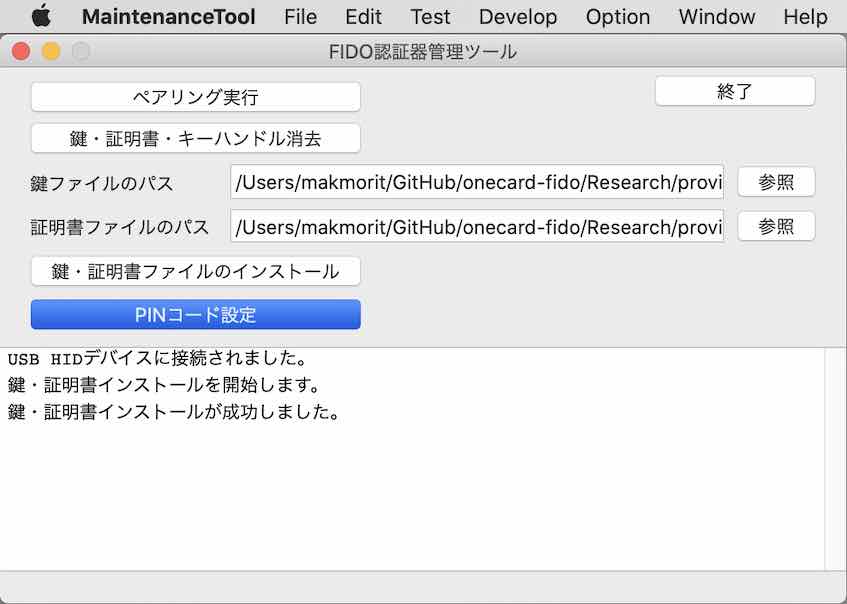 MaintenanceTool File Edit Test Develop Option Window Help
FIDO認証器管理ツール
ペアリング実行
終了
鍵・証明書・キーハンドル消去
鍵ファイルのパス /Users/makmorit/GitHub/onecard-fido/Research/provi 参照
証明書ファイルのパス /Users/makmorit/GitHub/onecard-fido/Research/provi 参照
鍵・証明書ファイルのインストール
PINコード設定
USB HIDデバイスに接続されました。
鍵・証明書インストールを開始します。
鍵・証明書インストールが成功しました。